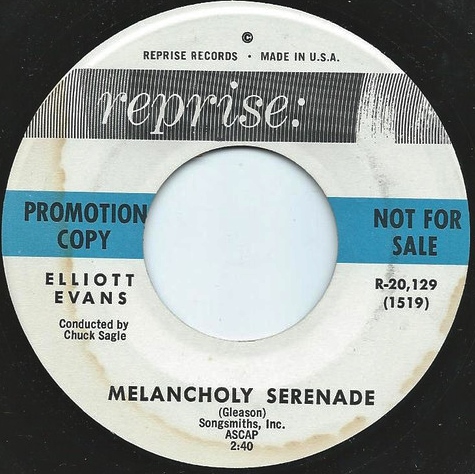 ©
REPRISE RECORDS • MADE IN U.S.A.
reprise:
PROMOTION COPY
NOT FOR SALE
ELLIOTT
EVANS
Conducted by
Chuck Sagle
R-20,129
(1519)
MELANCHOLY SERENADE
(Gleason)
Songsmiths, Inc.
ASCAP
2:40